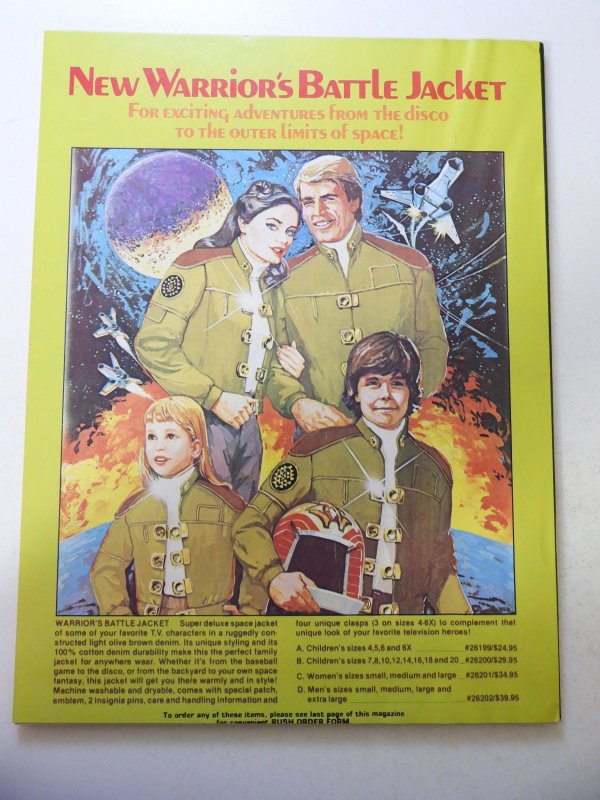 New Warrior's Battle Jacket
For exciting adventures from the disco
to the outer limits of space!
WARRIOR'S BATTLE JACKET Super deluxe space jacket
of some of your favorite T.V. characters in a ruggedly con-
structed light olive brown denim. Its unique styling and its
100% cotton denim durability make this the perfect family
jacket for anywhere wear. Whether it's from the baseball
game to the disco, or from the backyard to your own space
fantasy, this jacket will get you there warmly and in style!
Machine washable and dryable, comes with special patch,
emblem, 2 insignia pins, care and handling information and
four unique clasps (3 on sizes 4-6X) to complement that
unique look of your favorite television heroes!
A. Children's sizes 4,5,6 and 6X #26199/$24.95
B. Children's sizes 7,8,10,12,14,16,18 and 20 #26200/$29.95
C. Women's sizes small, medium and large #26201/$34.95
D. Men's sizes small, medium, large and
extra large #26202/$39.95
To order any of these items, please see last page of this magazine
for convenient RUSH ORDER FORM